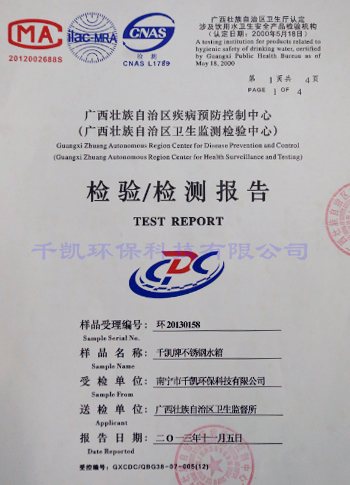 MA
2012002688S
ilac-MRA
CNAS
检 测
CNAS L1789
广西壮族自治区卫生厅认定
涉及饮用水卫生安全产品检验机构
(认定日期：2000年5月18日)
A testing institution for products related to
hygienic safety of drinking water, certified
by Guangxi Public Health Bureau as of
May 18, 2000
第 1 页共 4 页
PAGE 1 OF 4
广西壮族自治区疾病预防控制中心
(广西壮族自治区卫生监测检验中心)
Guangxi Zhuang Autonomous Region Center for Disease Prevention and Control
(Guangxi Zhuang Autonomous Region Center for Health Surveillance and Testing)
检验/检测报告
TEST REPORT
千凯环保科技有限公司
CDC
样品受理编号: 环20130158
Sample Serial No.
样 品 名 称: 千凯牌不锈钢水箱
Sample Name
受 检 单 位: 南宁市千凯环保科技有限公司
Sample From
送 检 单 位: 广西壮族自治区卫生监督所
Applicant
报 告 日 期: 二〇一三年十一月五日
Date Reported
受控编号: GXCDC/QBG38-07-005(12)